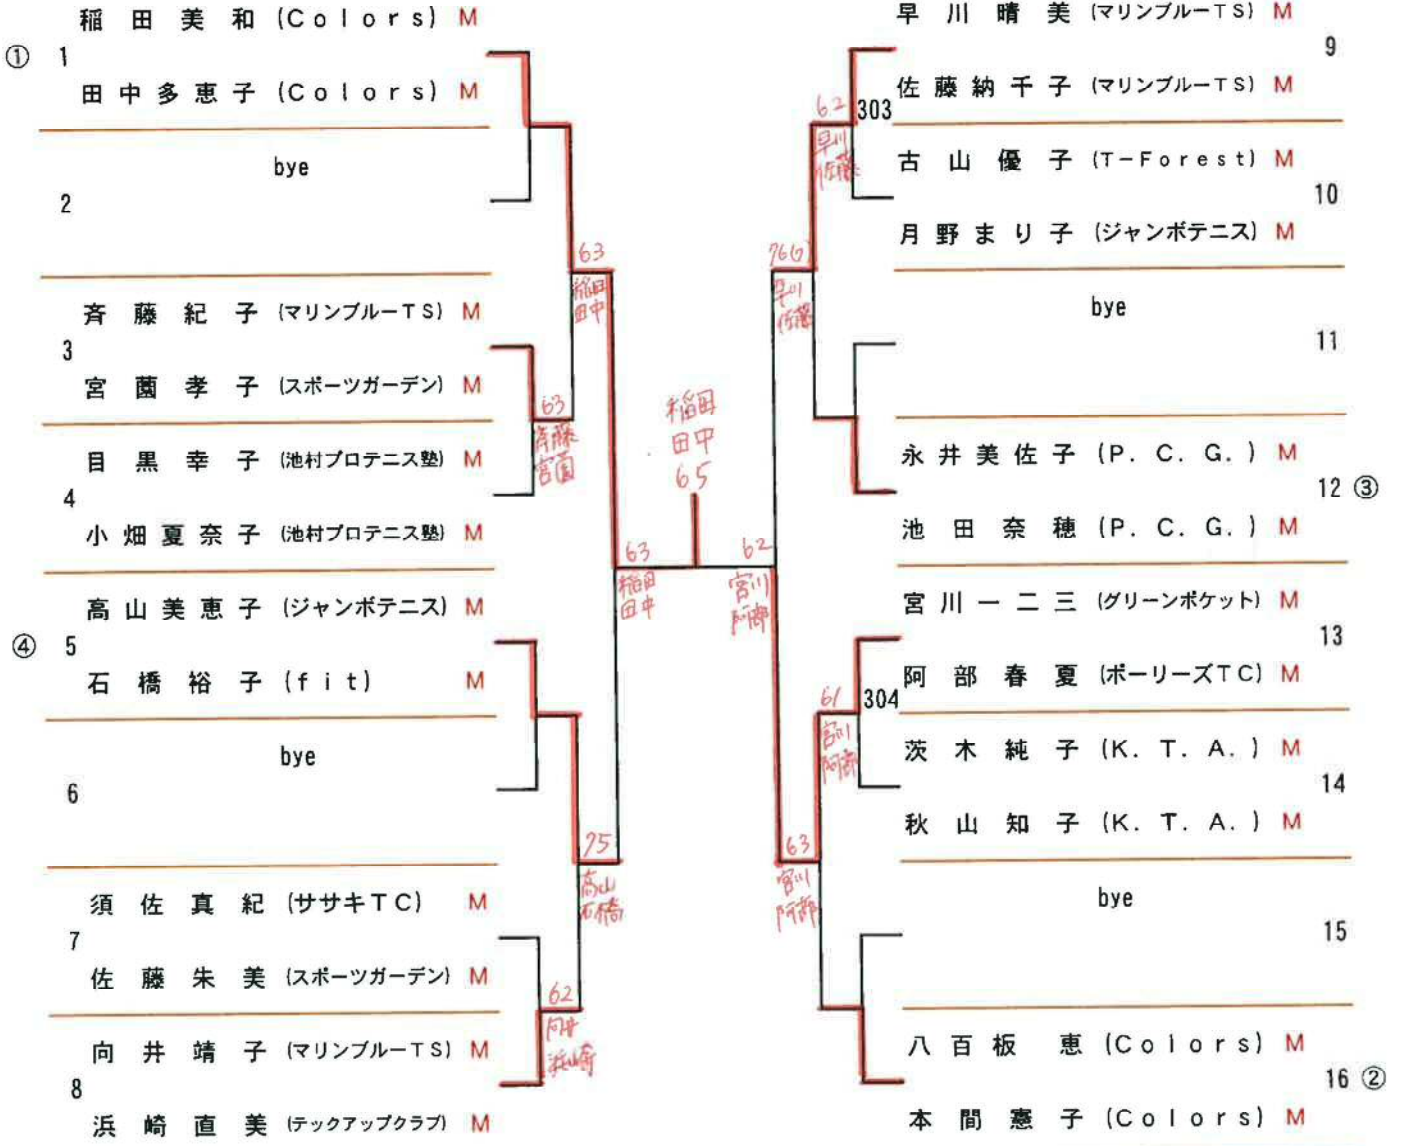 稲田美和(Colors) M
① 1
田中多恵子(Colors) M
bye
2
斉藤紀子(マリンブルーTS) M
3
宮薗孝子(スポーツガーデン) M
目黒幸子(池村プロテニス塾) M
4
小畑夏奈子(池村プロテニス塾) M
高山美恵子(ジャンボテニス) M
④ 5
石橋裕子(fit) M
bye
6
須佐真紀(ササキTC) M
7
佐藤朱美(スポーツガーデン) M
向井靖子(マリンブルーTS) M
8
浜崎直美(テックアップクラブ) M
63
稲田
田中
63
斉藤
宮薗
75
高山
石橋
62
向井
浜崎
63
稲田
田中
稲田
田中
65
62
宮川
阿部
76(7)
早川
佐藤
62
早川
佐藤
303
61
宮川
阿部
304
63
宮川
阿部
早川晴美(マリンブルーTS) M
9
佐藤納千子(マリンブルーTS) M
古山優子(T-Forest) M
10
月野まり子(ジャンボテニス) M
bye
11
永井美佐子(P.C.G.) M
12 ③
池田奈穂(P.C.G.) M
宮川一二三(グリーンポケット) M
13
阿部春夏(ポーリーズTC) M
茨木純子(K.T.A.) M
14
秋山知子(K.T.A.) M
bye
15
八百板恵(Colors) M
16 ②
本間憲子(Colors) M